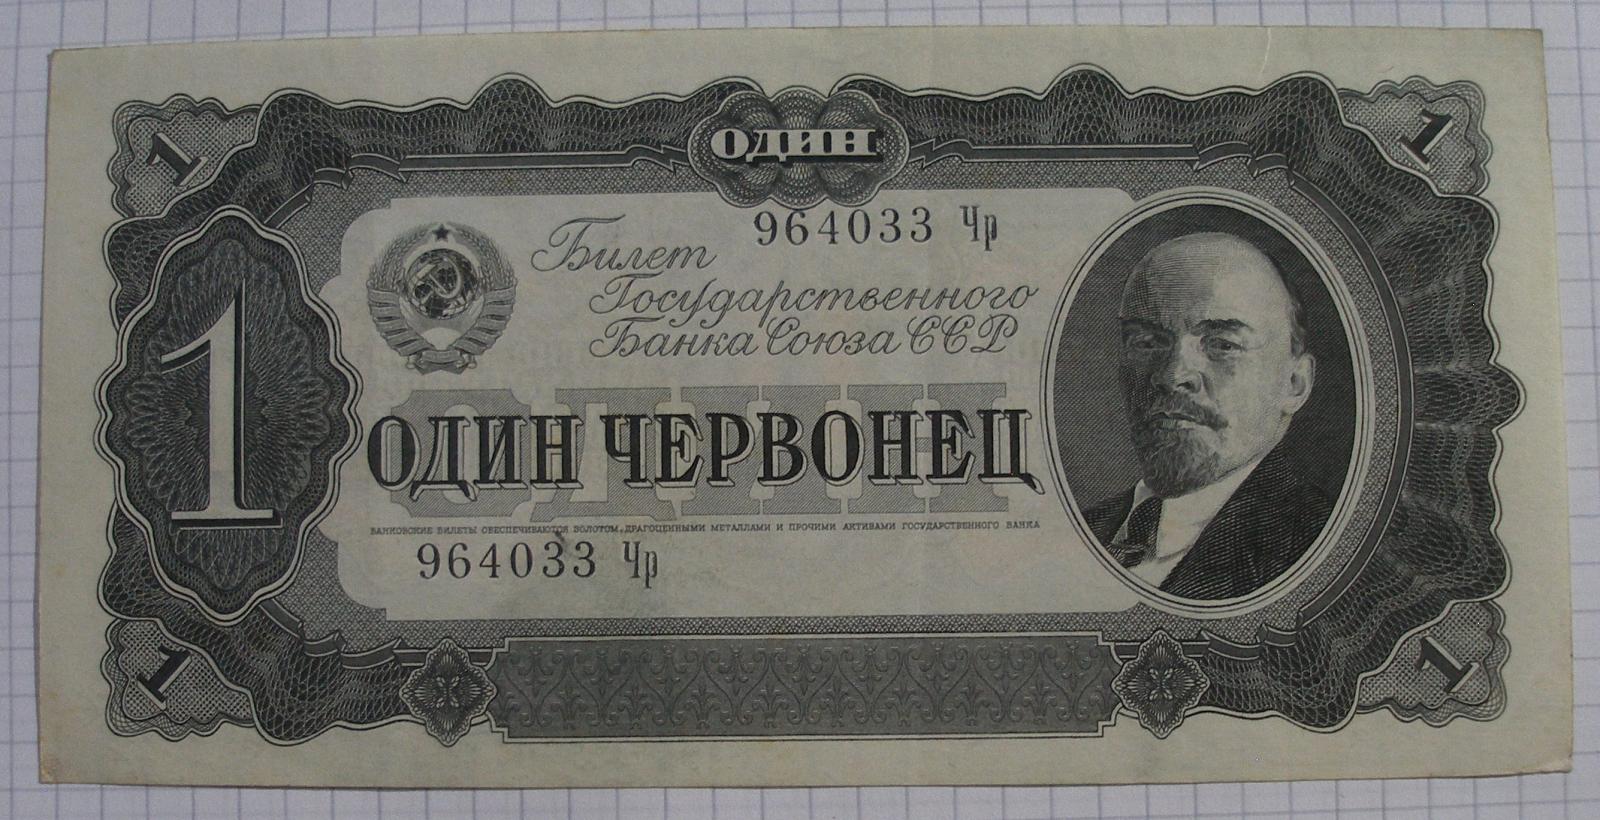 1
ОДИН
1
964033 Чр
Билет
Государственного
Банка Союза ССР
1
ОДИН
ОДИН ЧЕРВОНЕЦ
БАНКОВСКИЕ БИЛЕТЫ ОБЕСПЕЧИВАЮТСЯ ЗОЛОТОМ, ДРАГОЦЕННЫМИ МЕТАЛЛАМИ И ПРОЧИМИ АКТИВАМИ ГОСУДАРСТВЕННОГО БАНКА
964033 Чр
1
1